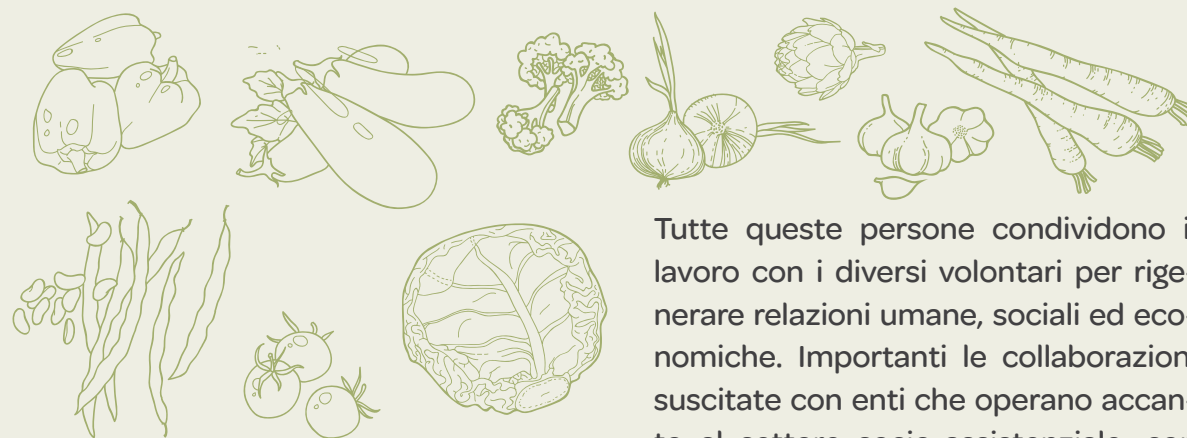 Tutte queste persone condividono i
lavoro con i diversi volontari per rige-
nerare relazioni umane, sociali ed eco-
nomiche. Importanti le collaborazion
suscitate con enti che operano accan-